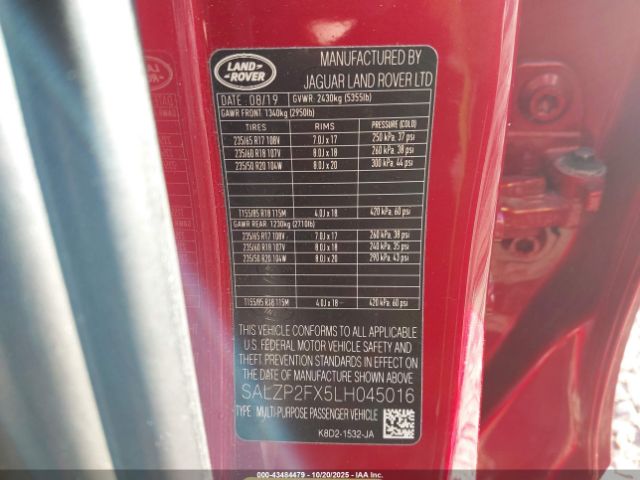 LAND-
-ROVER
MANUFACTURED BY
JAGUAR LAND ROVER LTD
DATE 08/19 GVWR 2430kg (5355lb)
GAWR FRONT 1340kg (2950lb)
TIRES RIMS PRESSURE (COLD)
235/65 R17 108V 7.0J x 17 250 kPa, 37 psi
235/60 R18 107V 8.0J x 18 260 kPa, 38 psi
235/50 R20 104W 8.0J x 20 300 kPa, 44 psi
T155/85 R18 115M 4.0J x 18 420 kPa, 60 psi
GAWR REAR 1230kg (2710lb)
235/65 R17 108V 7.0J x 17 260 kPa, 38 psi
235/60 R18 107V 8.0J x 18 240 kPa, 35 psi
235/50 R20 104W 8.0J x 20 290 kPa, 43 psi
T155/85 R18 115M 4.0J x 18 420 kPa, 60 psi
THIS VEHICLE CONFORMS TO ALL APPLICABLE
U.S. FEDERAL MOTOR VEHICLE SAFETY AND
THEFT PREVENTION STANDARDS IN EFFECT ON
THE DATE OF MANUFACTURE SHOWN ABOVE
SALZP2FX5LH045016
TYPE MULTI-PURPOSE PASSENGER VEHICLE
K8D2-1532-JA
00-43484479 | 10/20/2025 | COPYRIGHT IAA, LLC.